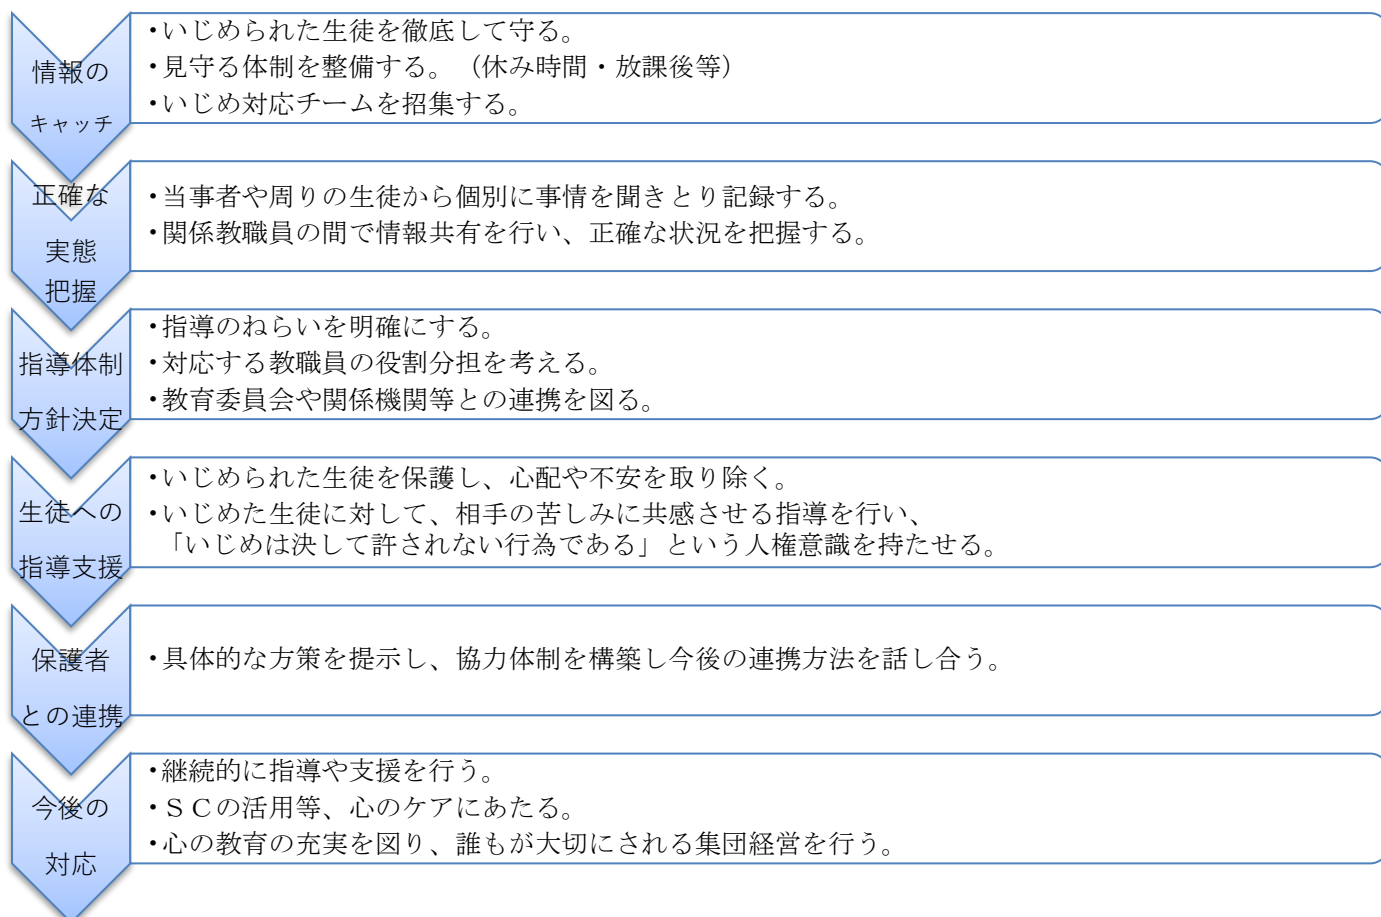 情報の
キャッチ
・いじめられた生徒を徹底して守る。
・見守る体制を整備する。（休み時間・放課後等）
・いじめ対応チームを招集する。
正確な
実態
把握
・当事者や周りの生徒から個別に事情を聞きとり記録する。
・関係教職員の間で情報共有を行い、正確な状況を把握する。
指導体制
方針決定
・指導のねらいを明確にする。
・対応する教職員の役割分担を考える。
・教育委員会や関係機関等との連携を図る。
生徒への
指導支援
・いじめられた生徒を保護し、心配や不安を取り除く。
・いじめた生徒に対して、相手の苦しみに共感させる指導を行い、
「いじめは決して許されない行為である」という人権意識を持たせる。
保護者
との連携
・具体的な方策を提示し、協力体制を構築し今後の連携方法を話し合う。
今後の
対応
・継続的に指導や支援を行う。
・ＳＣの活用等、心のケアにあたる。
・心の教育の充実を図り、誰もが大切にされる集団経営を行う。